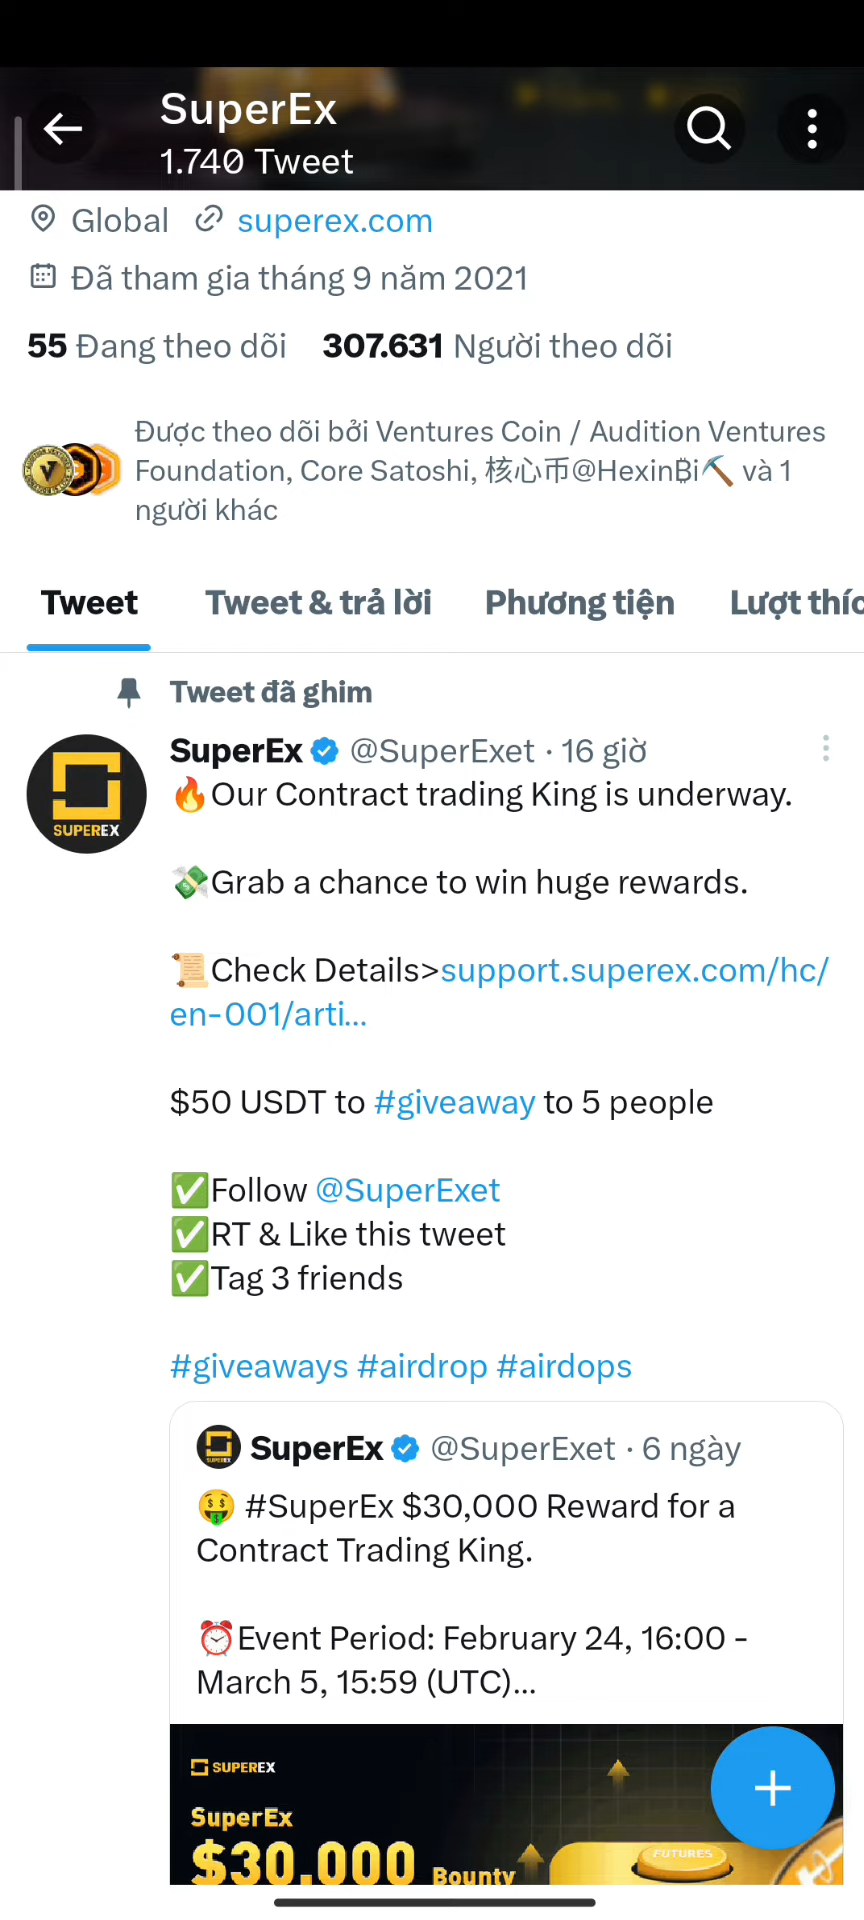 SuperEx
1.740 Tweet
Global superex.com
Đã tham gia tháng 9 năm 2021
55 Đang theo dõi 307.631 Người theo dõi
Được theo dõi bởi Ventures Coin / Audition Ventures
Foundation, Core Satoshi, 核心币@HexinɃi⛏️ và 1
người khác
Tweet Tweet & trả lời Phương tiện Lượt thíc
Tweet đã ghim
SuperEx @SuperExet · 16 giờ
🔥Our Contract trading King is underway.
💸Grab a chance to win huge rewards.
📜Check Details>support.superex.com/hc/
en-001/arti...
$50 USDT to #giveaway to 5 people
✅Follow @SuperExet
✅RT & Like this tweet
✅Tag 3 friends
#giveaways #airdrop #airdops
SUPEREX
SuperEx @SuperExet · 6 ngày
🤑 #SuperEx $30,000 Reward for a
Contract Trading King.
⏰Event Period: February 24, 16:00 -
March 5, 15:59 (UTC)...
SUPEREX
SuperEx
$30,000 Bounty
FUTURES